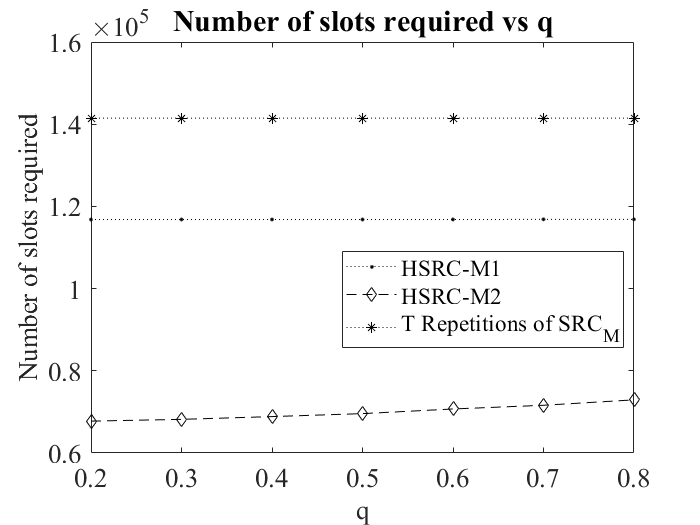 ×10⁵ Number of slots required vs q
1.6
1.4
1.2
1
0.8
0.6
Number of slots required
HSRC-M1
HSRC-M2
T Repetitions of SRC_M
0.2 0.3 0.4 0.5 0.6 0.7 0.8
q